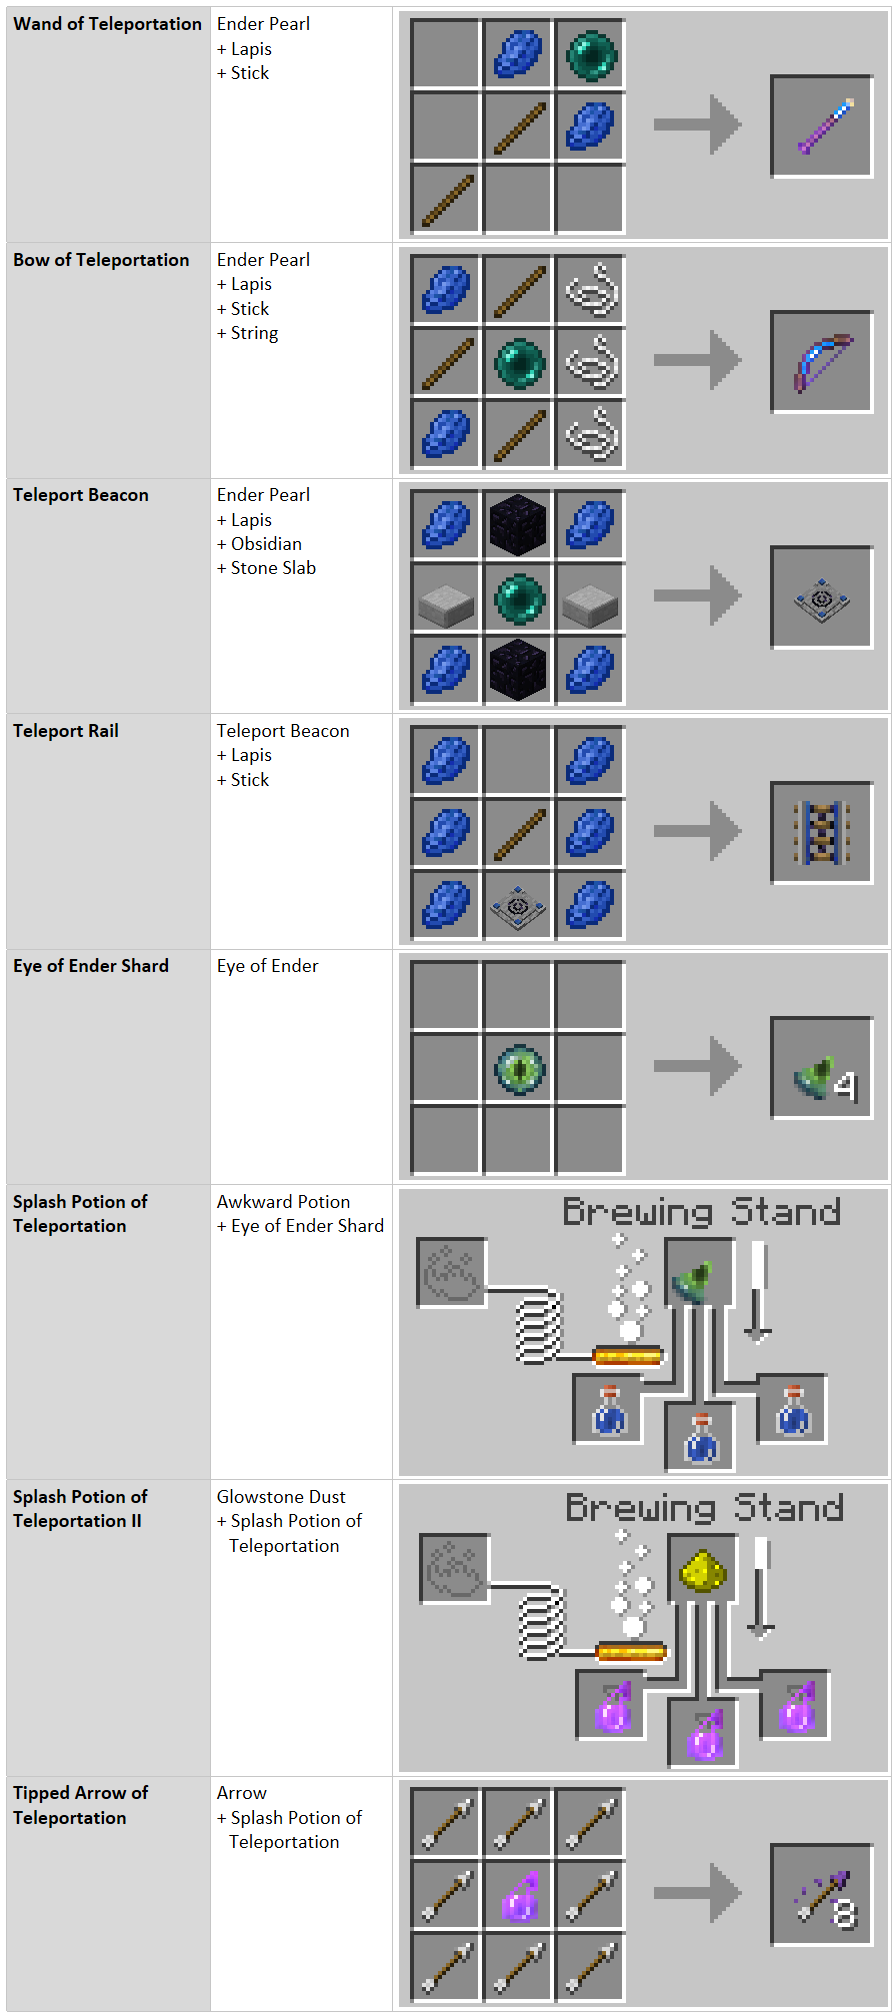 Wand of Teleportation
Ender Pearl
+ Lapis
+ Stick
Bow of Teleportation
Ender Pearl
+ Lapis
+ Stick
+ String
Teleport Beacon
Ender Pearl
+ Lapis
+ Obsidian
+ Stone Slab
Teleport Rail
Teleport Beacon
+ Lapis
+ Stick
Eye of Ender Shard
Eye of Ender
4
Splash Potion of
Teleportation
Awkward Potion
+ Eye of Ender Shard
Brewing Stand
Splash Potion of
Teleportation II
Glowstone Dust
+ Splash Potion of
Teleportation
Brewing Stand
Tipped Arrow of
Teleportation
Arrow
+ Splash Potion of
Teleportation
8